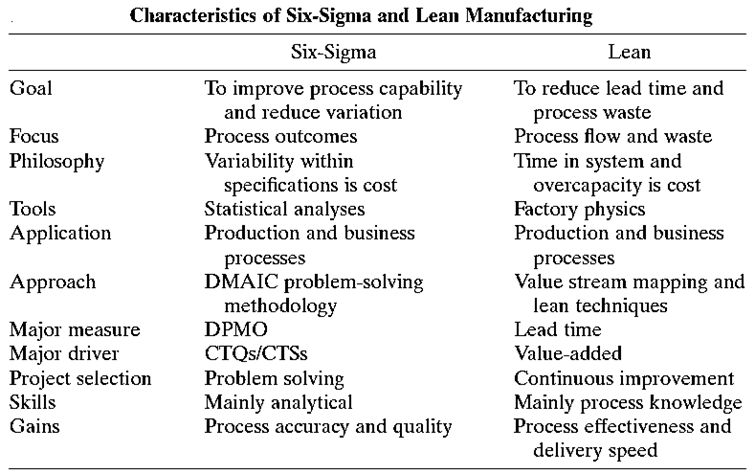 Characteristics of Six-Sigma and Lean Manufacturing
Six-Sigma Lean
Goal To improve process capability To reduce lead time and
and reduce variation process waste
Focus Process outcomes Process flow and waste
Philosophy Variability within Time in system and
specifications is cost overcapacity is cost
Tools Statistical analyses Factory physics
Application Production and business Production and business
processes processes
Approach DMAIC problem-solving Value stream mapping and
methodology lean techniques
Major measure DPMO Lead time
Major driver CTQs/CTSs Value-added
Project selection Problem solving Continuous improvement
Skills Mainly analytical Mainly process knowledge
Gains Process accuracy and quality Process effectiveness and
delivery speed